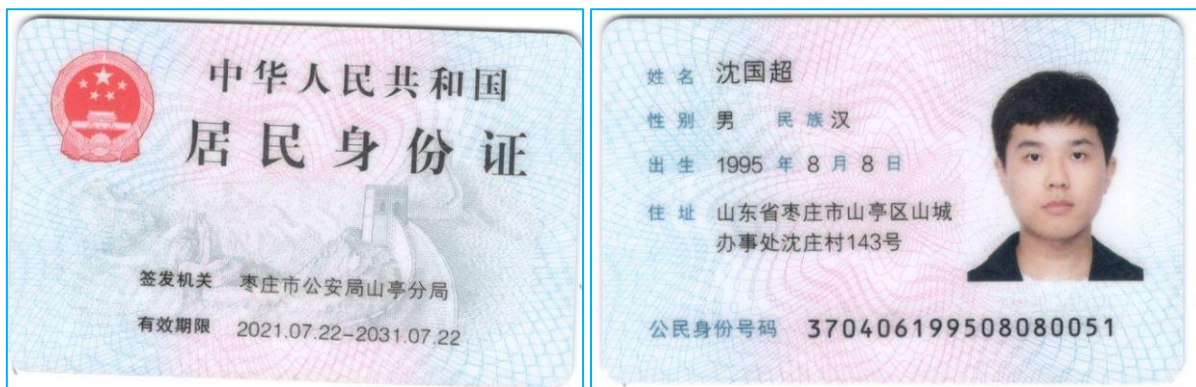 中华人民共和国
居民身份证
签发机关 枣庄市公安局山亭分局
有效期限 2021.07.22-2031.07.22
姓名 沈国超
性别 男 民族 汉
出生 1995 年 8 月 8 日
住址 山东省枣庄市山亭区山城
办事处沈庄村143号
公民身份号码 370406199508080051